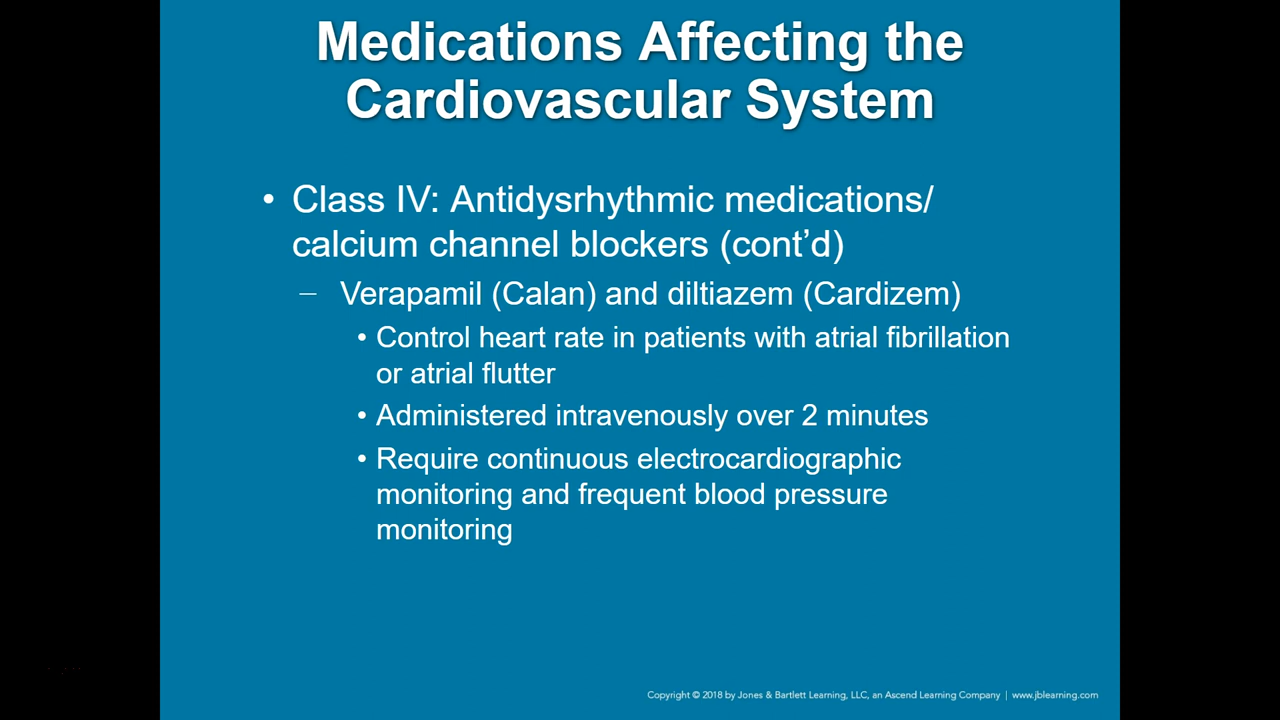 Medications Affecting the
Cardiovascular System
• Class IV: Antidysrhythmic medications/
calcium channel blockers (cont’d)
– Verapamil (Calan) and diltiazem (Cardizem)
• Control heart rate in patients with atrial fibrillation
or atrial flutter
• Administered intravenously over 2 minutes
• Require continuous electrocardiographic
monitoring and frequent blood pressure
monitoring
Copyright © 2018 by Jones & Bartlett Learning, LLC, an Ascend Learning Company | www.jblearning.com